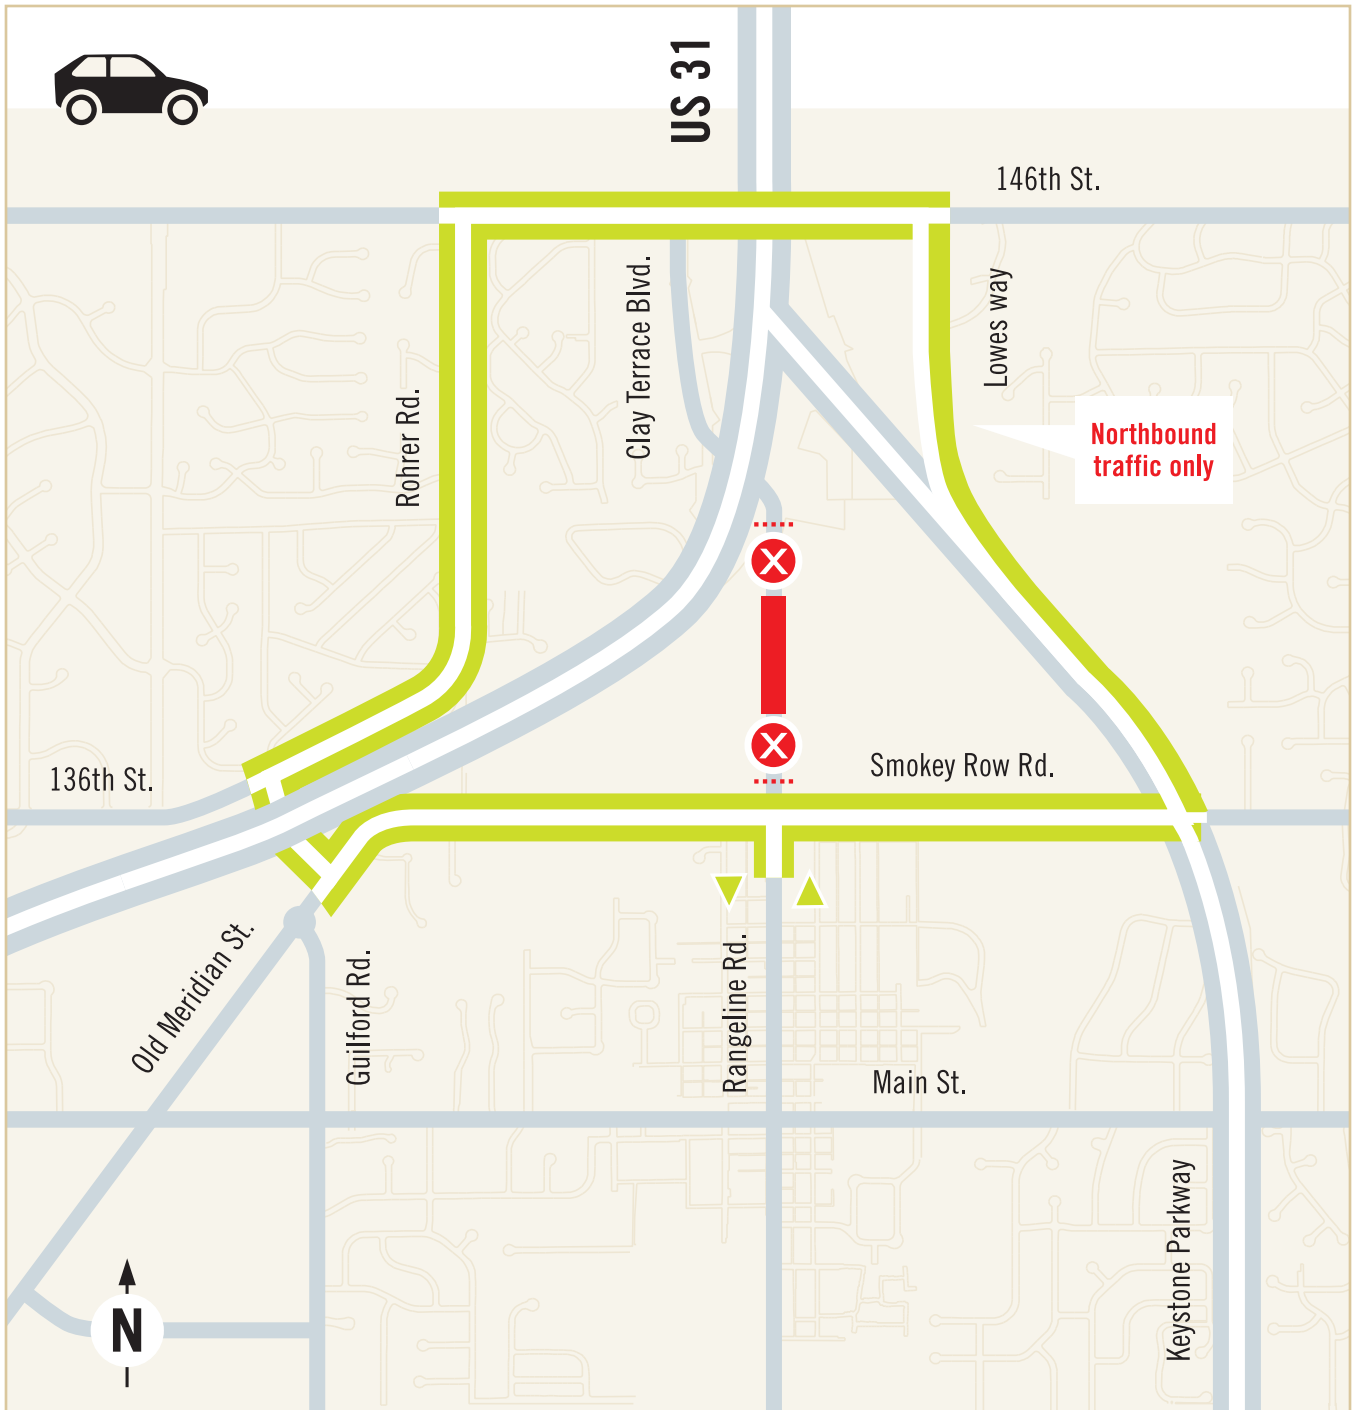 US 31
146th St.
Clay Terrace Blvd.
Lowes way
Rohrer Rd.
Northbound
traffic only
X
X
Smokey Row Rd.
136th St.
Old Meridian St.
Guilford Rd.
Rangeline Rd.
Main St.
Keystone Parkway
N